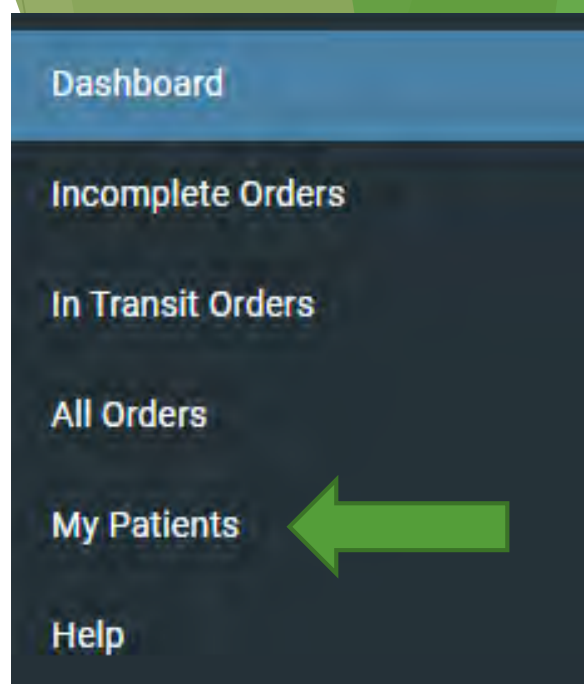 Dashboard
Incomplete Orders
In Transit Orders
All Orders
My Patients
Help